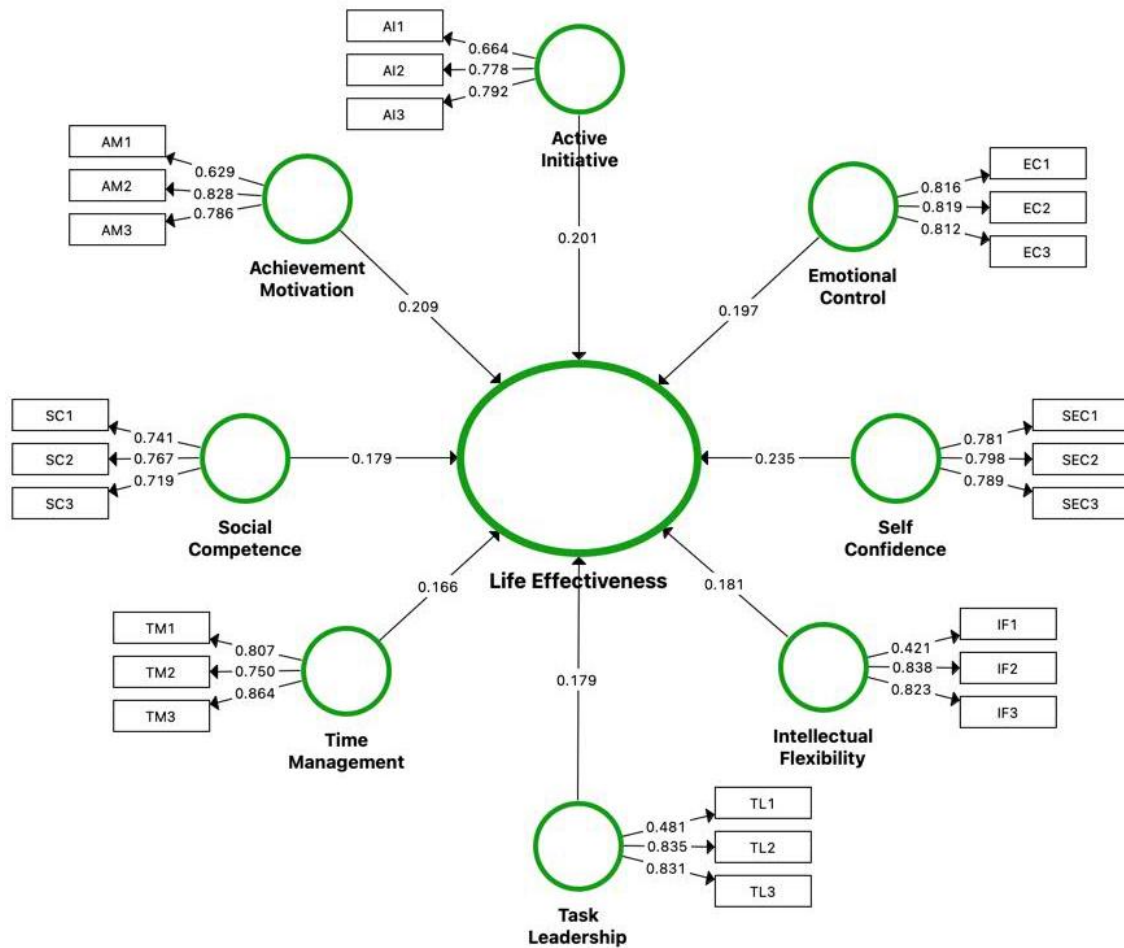 AI1
0.664
AI2
0.778
AI3
0.792
Active
Initiative
AM1
0.629
AM2
0.828
AM3
0.786
Achievement
Motivation
EC1
0.816
EC2
0.819
EC3
0.812
Emotional
Control
0.201
0.209
0.197
SC1
0.741
SC2
0.767
SC3
0.719
Social
Competence
0.179
Life Effectiveness
0.235
SEC1
0.781
SEC2
0.798
SEC3
0.789
Self
Confidence
0.166
0.181
TM1
0.807
TM2
0.750
TM3
0.864
Time
Management
0.179
IF1
0.421
IF2
0.838
IF3
0.823
Intellectual
Flexibility
TL1
0.481
TL2
0.835
TL3
0.831
Task
Leadership